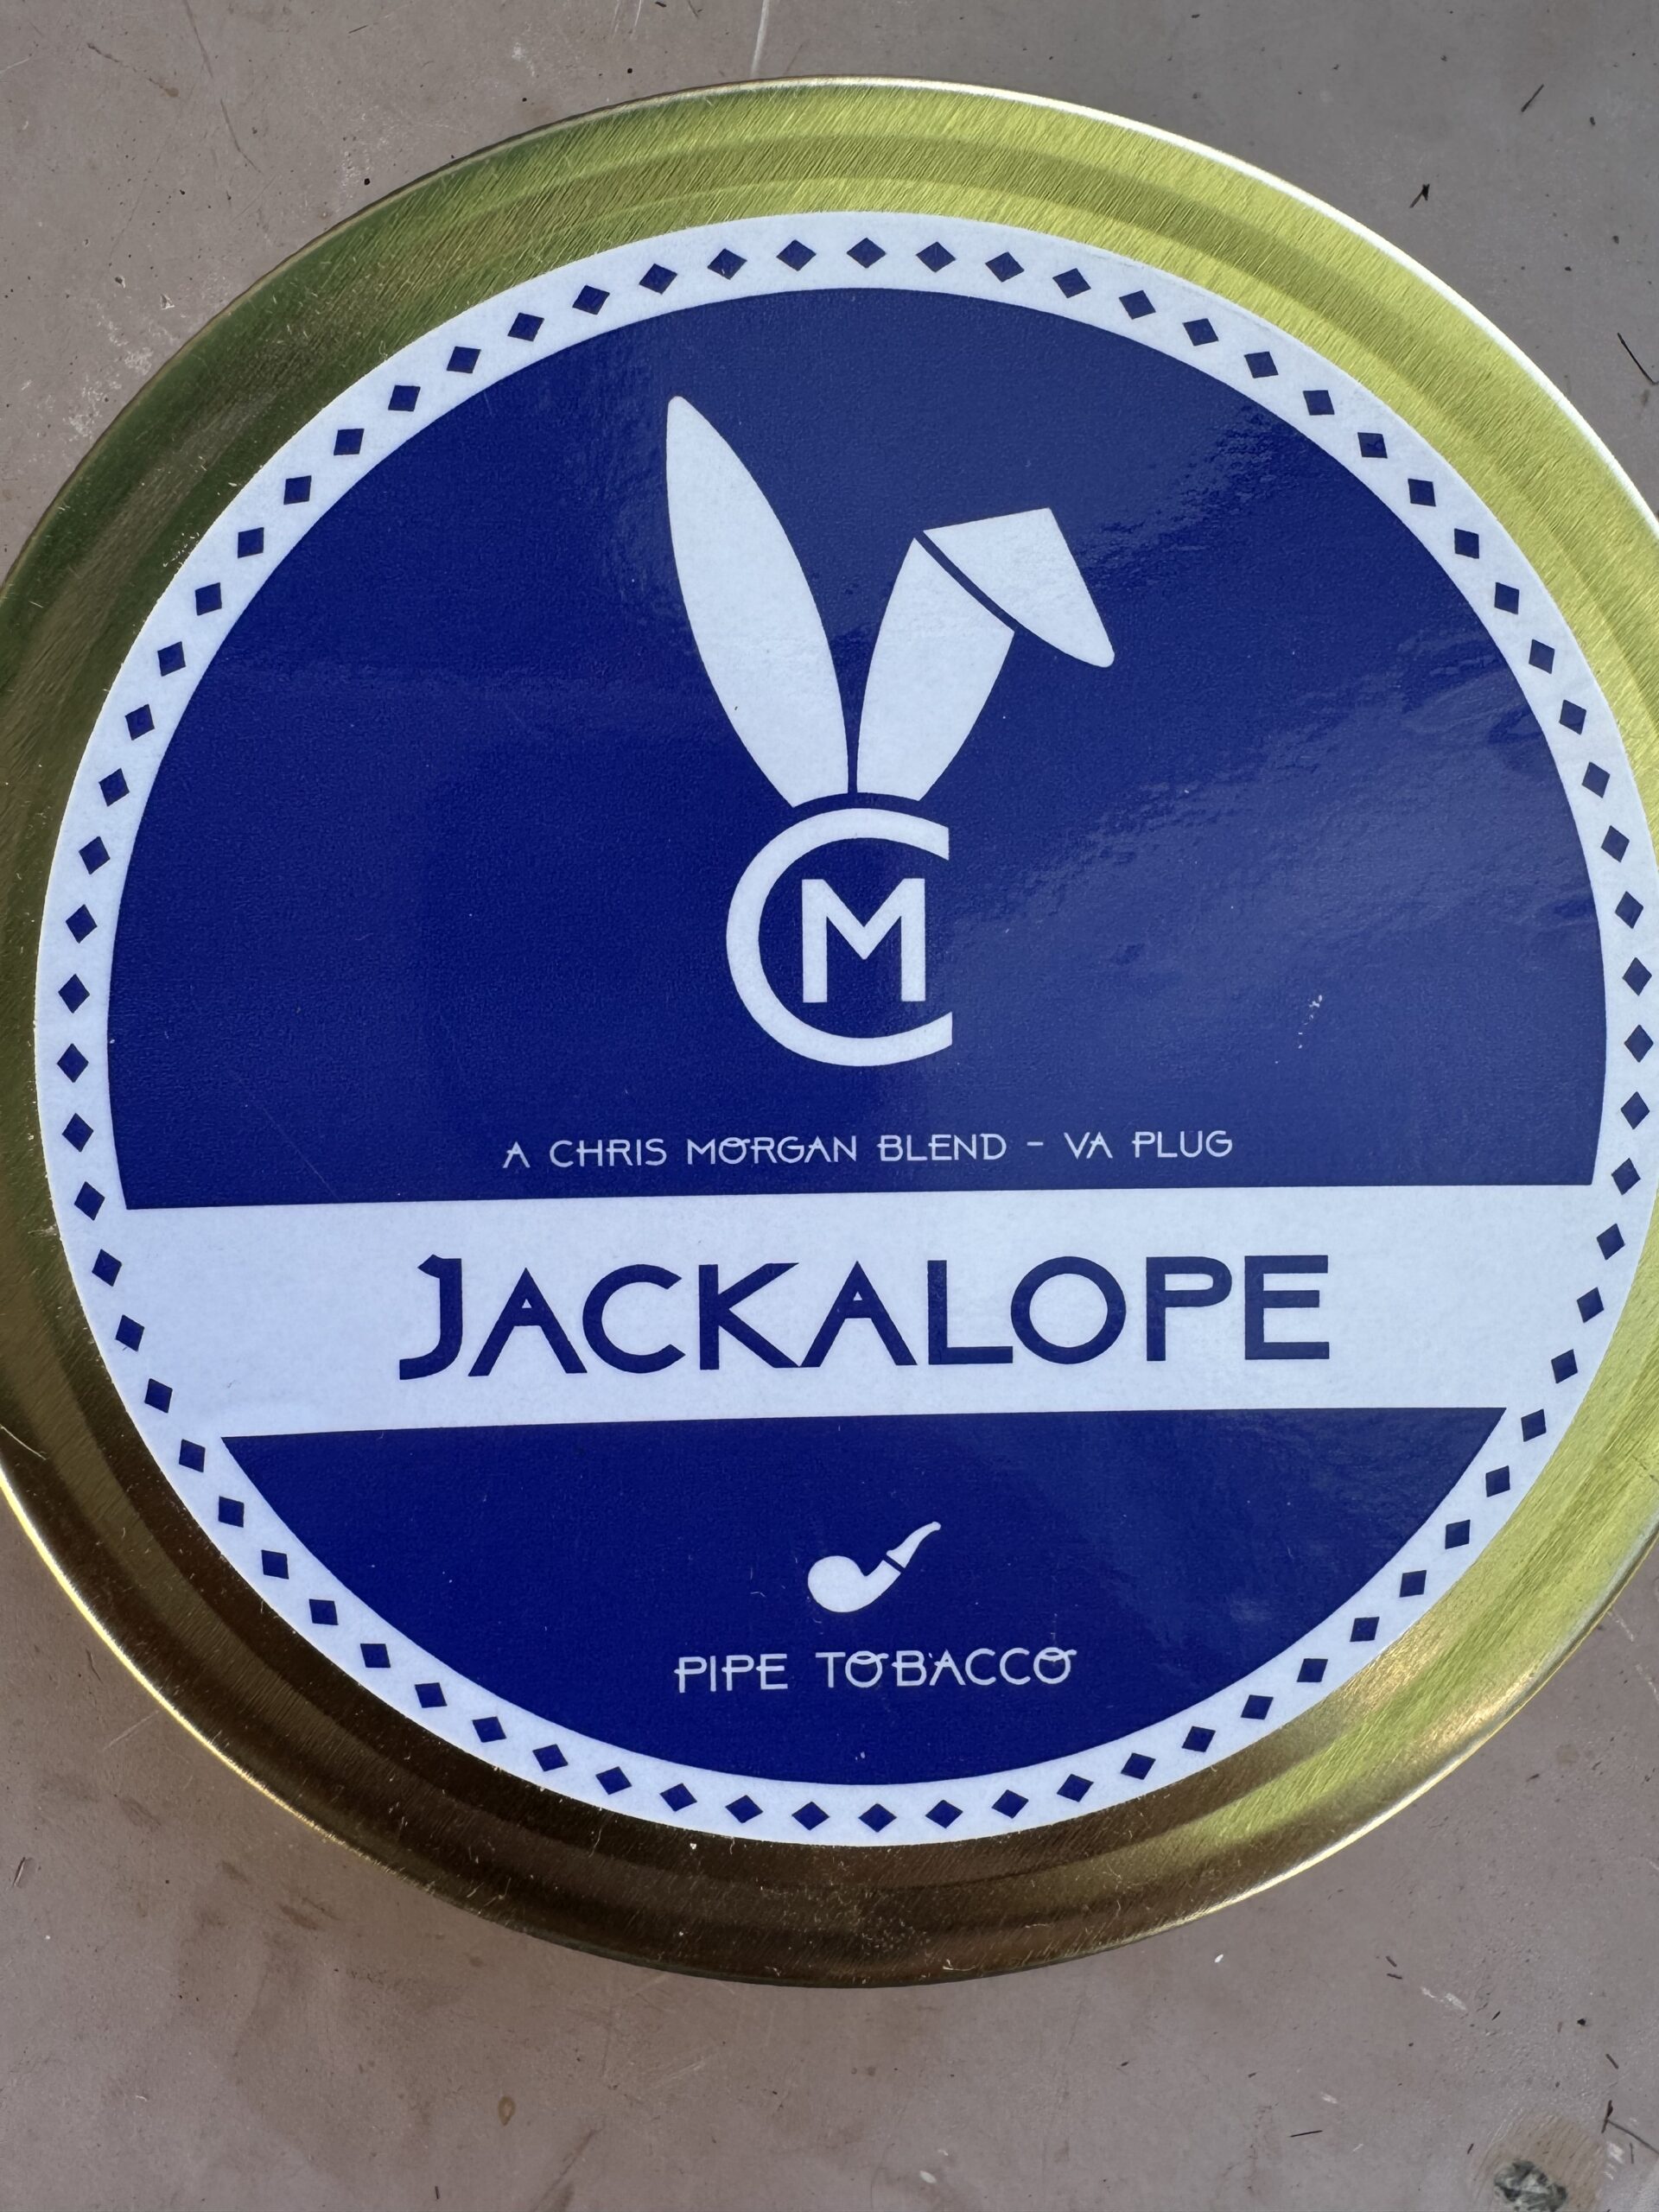 CM
A CHRIS MORGAN BLEND - VA PLUG
JACKALOPE
PIPE TOBACCO